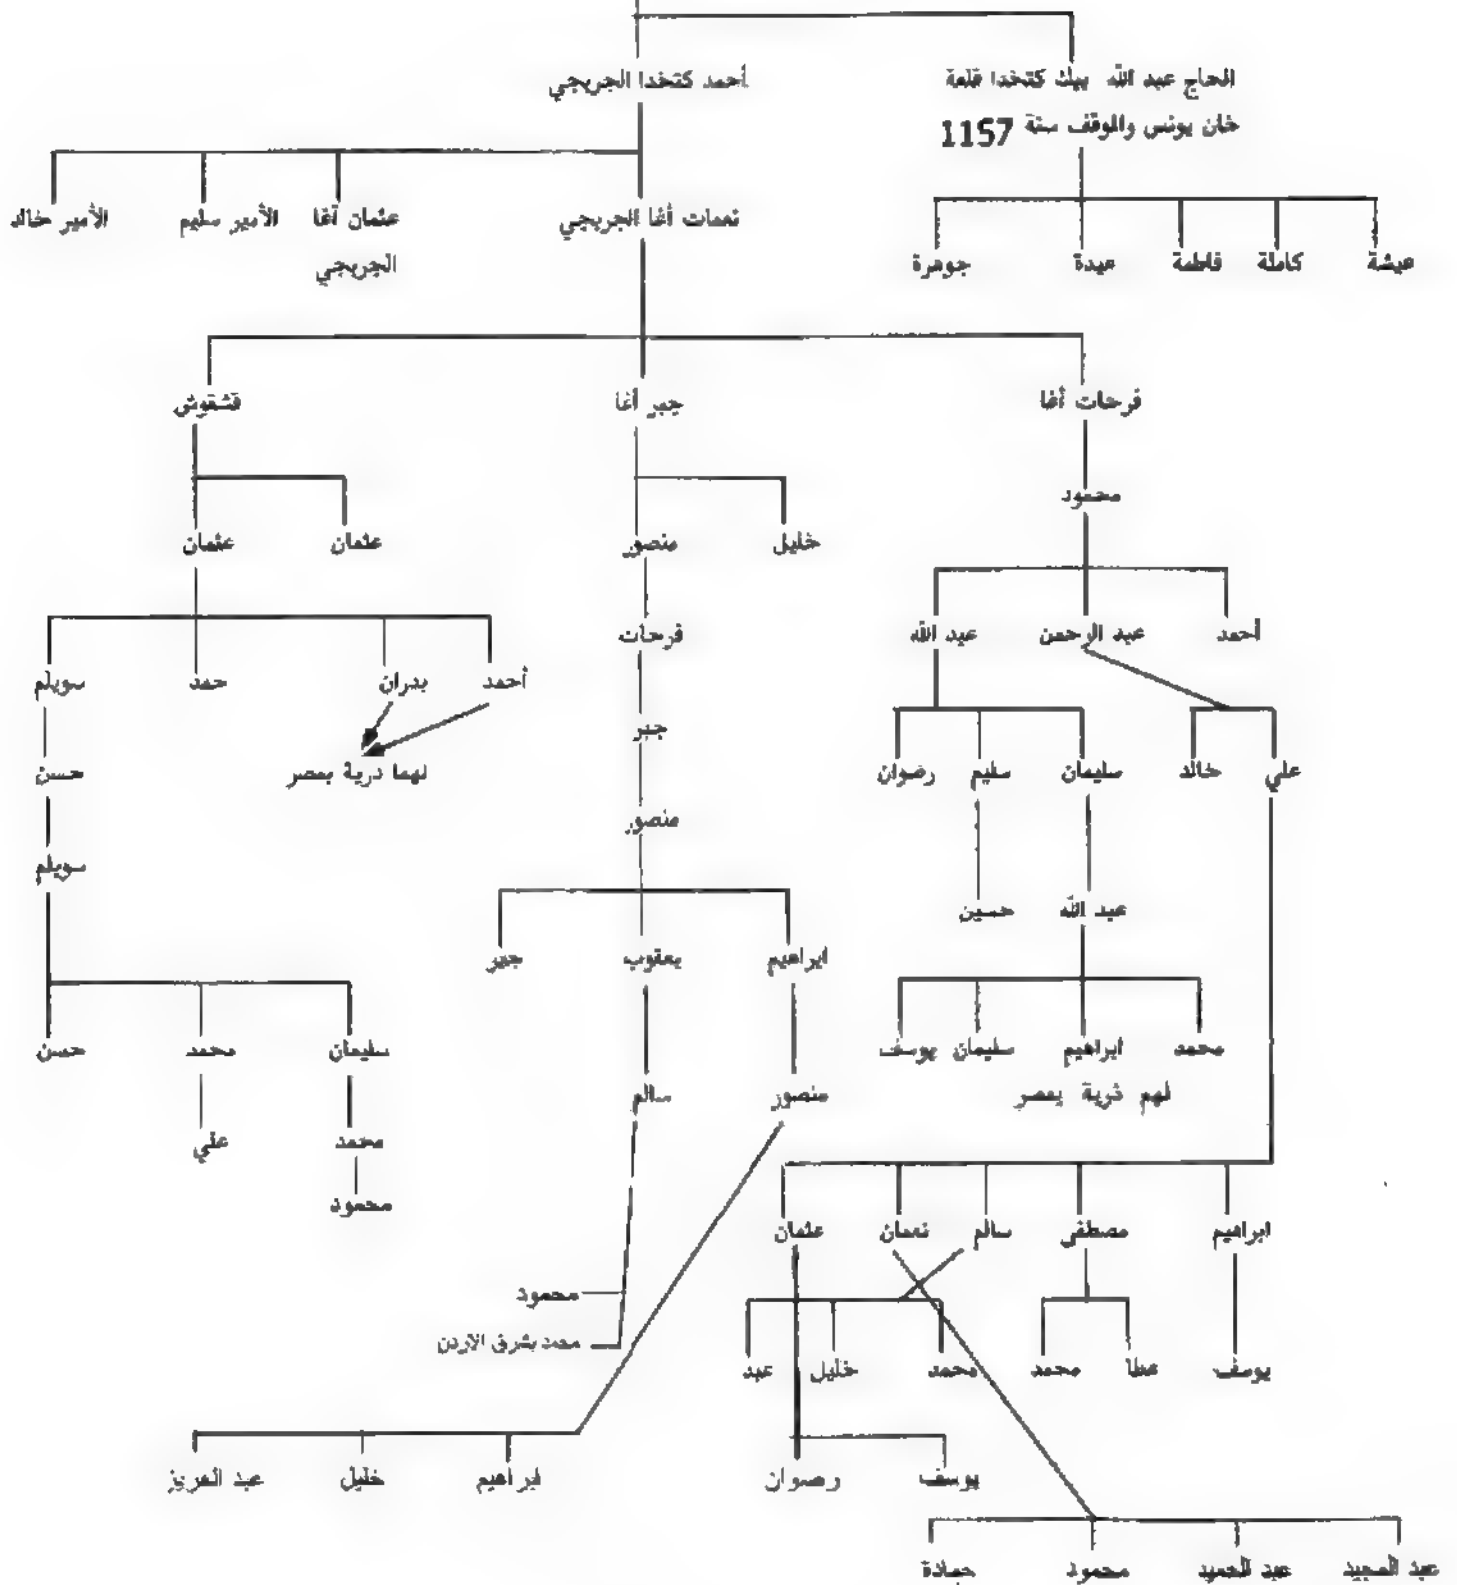 أحمد كتخدا الجربجي
الحاج عبد الله بيك كتخدا قلعة
خان يونس والموقف سنة 1157
نعمات أغا الجربجي
عثمان آغا
الجربجي
الأمير سليم
الأمير خالد
عيشة
كاملة
فاطمة
عيدة
جوهرة
فرحات أغا
جبر أغا
قشقوش
محمود
خليل
منصور
عثمان
عثمان
أحمد
عبد الرحمن
عبد الله
فرحات
أحمد
بدران
حمد
سويلم
جبر
علي
خالد
سليمان
سليم
رضوان
لهما ذرية بمصر
حسن
منصور
سويلم
عبد الله
حسين
ابراهيم
يعقوب
جبر
محمد
ابراهيم
سليمان
يوسف
لهم ذرية بمصر
سليمان
محمد
حسن
منصور
سالم
محمد
علي
محمود
ابراهيم
مصطفى
سالم
نعمان
عثمان
محمود
محمد بشرق الاردن
يوسف
عطا
محمد
محمد
خليل
عبد
يوسف
رضوان
ابراهيم
خليل
عبد العزيز
عبد المجيد
عبد الحميد
محمود
حمادة